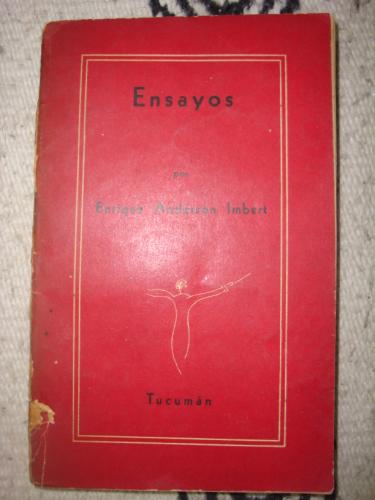 Ensayos
por
Enrique Anderson Imbert
Tucumán